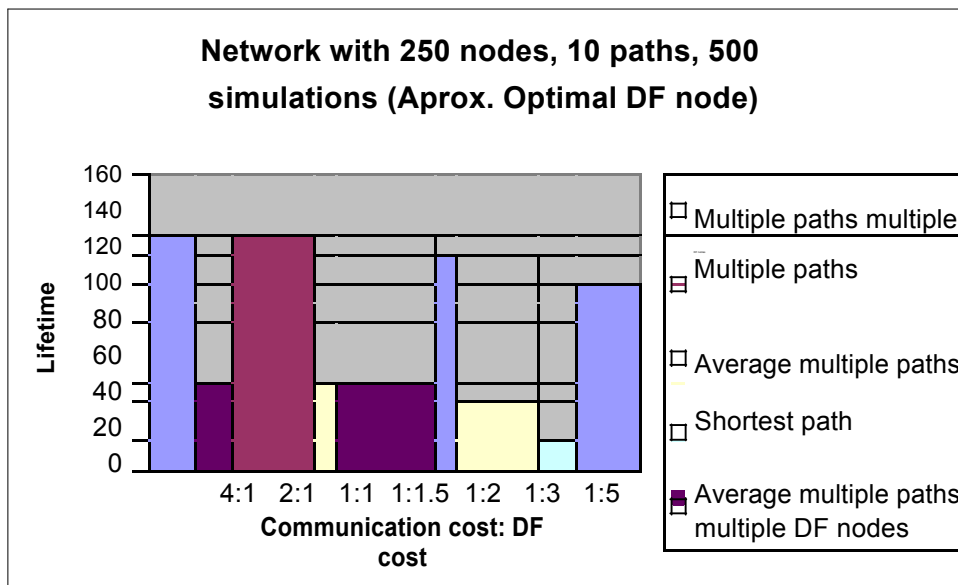 Network with 250 nodes, 10 paths, 500
simulations (Aprox. Optimal DF node)
Lifetime
160
140
120
100
80
60
40
20
0
4:1 2:1 1:1 1:1.5 1:2 1:3 1:5
Communication cost: DF
cost
Multiple paths multiple
Multiple paths
Average multiple paths
Shortest path
Average multiple paths
multiple DF nodes